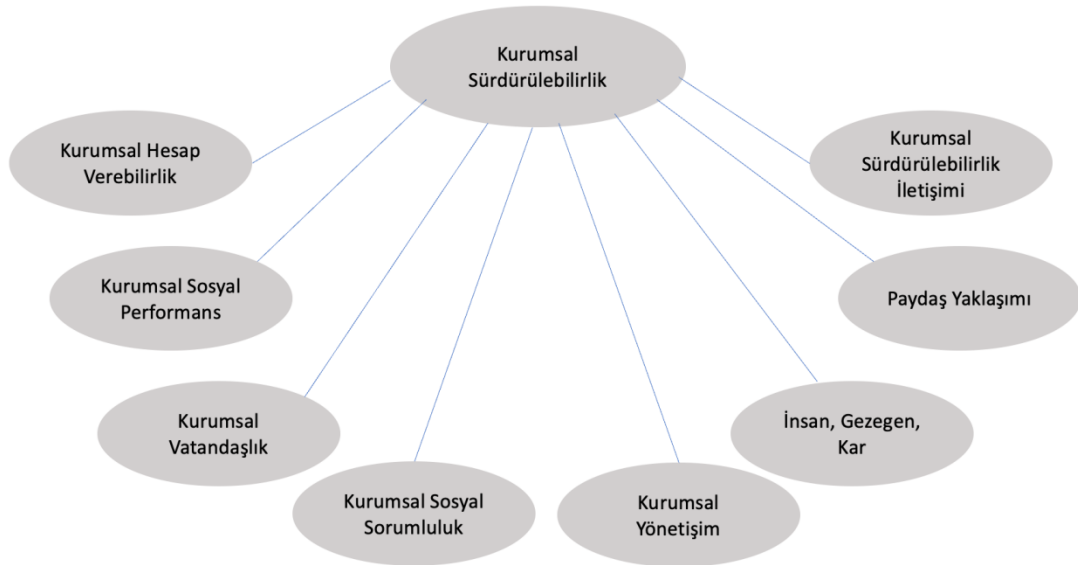 Kurumsal
Sürdürülebilirlik
Kurumsal Hesap
Verebilirlik
Kurumsal
Sürdürülebilirlik
İletişimi
Kurumsal Sosyal
Performans
Paydaş Yaklaşımı
Kurumsal
Vatandaşlık
İnsan, Gezegen,
Kar
Kurumsal Sosyal
Sorumluluk
Kurumsal
Yönetişim